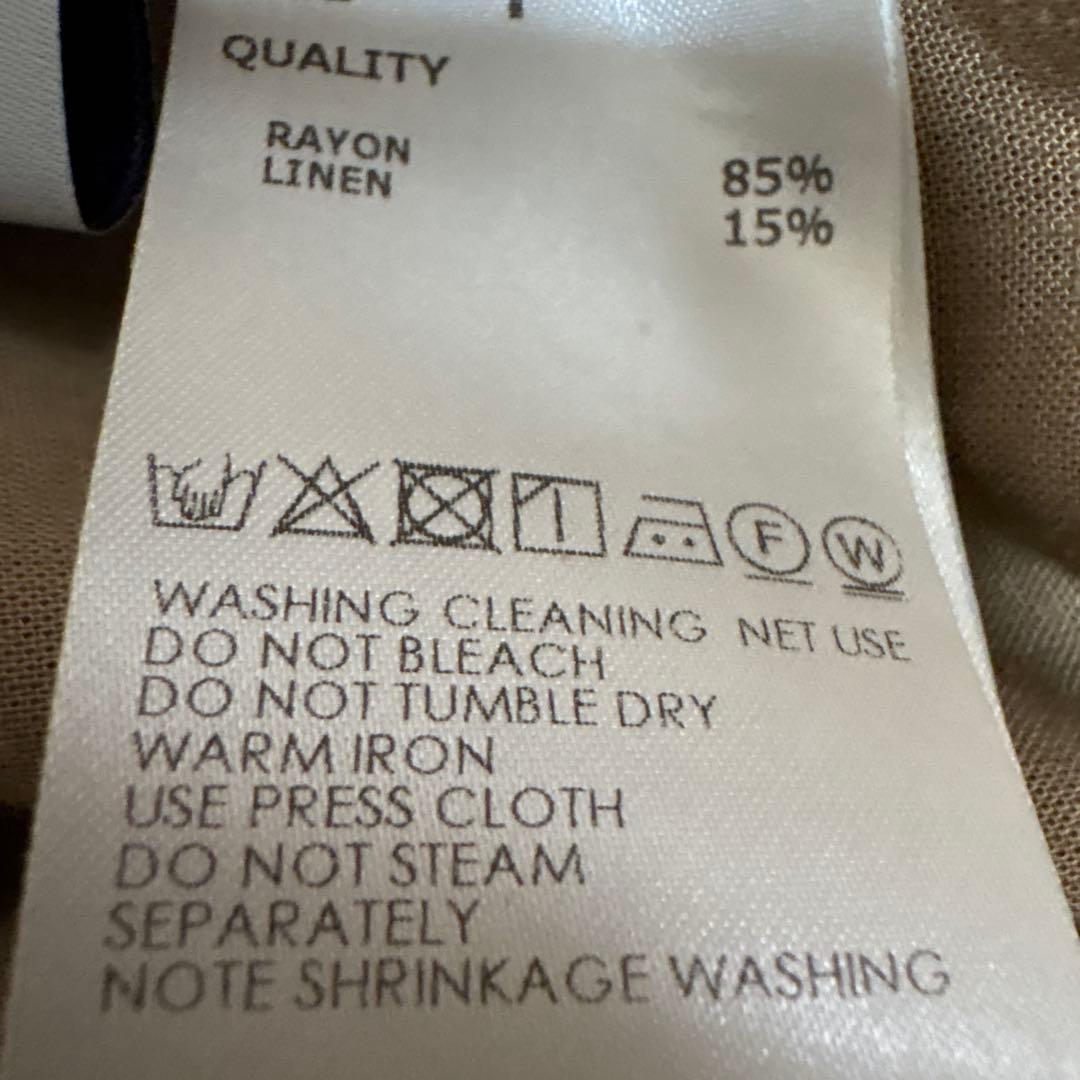 QUALITY
RAYON 85%
LINEN 15%
F W
WASHING CLEANING NET USE
DO NOT BLEACH
DO NOT TUMBLE DRY
WARM IRON
USE PRESS CLOTH
DO NOT STEAM
SEPARATELY
NOTE SHRINKAGE WASHING